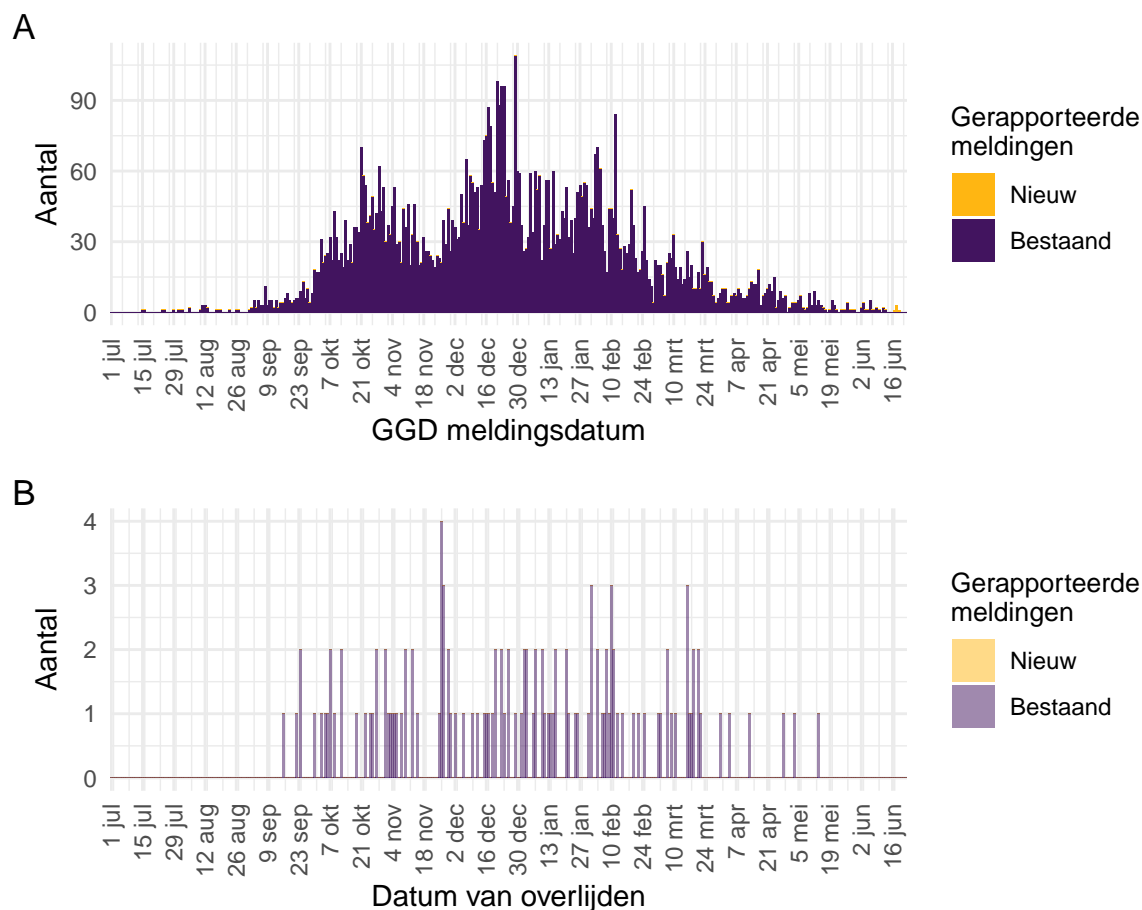 A
Aantal
90
60
30
0
1 jul
15 jul
29 jul
12 aug
26 aug
9 sep
23 sep
7 okt
21 okt
4 nov
18 nov
2 dec
16 dec
30 dec
13 jan
27 jan
10 feb
24 feb
10 mrt
24 mrt
7 apr
21 apr
5 mei
19 mei
2 jun
16 jun
GGD meldingsdatum
Gerapporteerde
meldingen
Nieuw
Bestaand
B
Aantal
4
3
2
1
0
1 jul
15 jul
29 jul
12 aug
26 aug
9 sep
23 sep
7 okt
21 okt
4 nov
18 nov
2 dec
16 dec
30 dec
13 jan
27 jan
10 feb
24 feb
10 mrt
24 mrt
7 apr
21 apr
5 mei
19 mei
2 jun
16 jun
Datum van overlijden
Gerapporteerde
meldingen
Nieuw
Bestaand